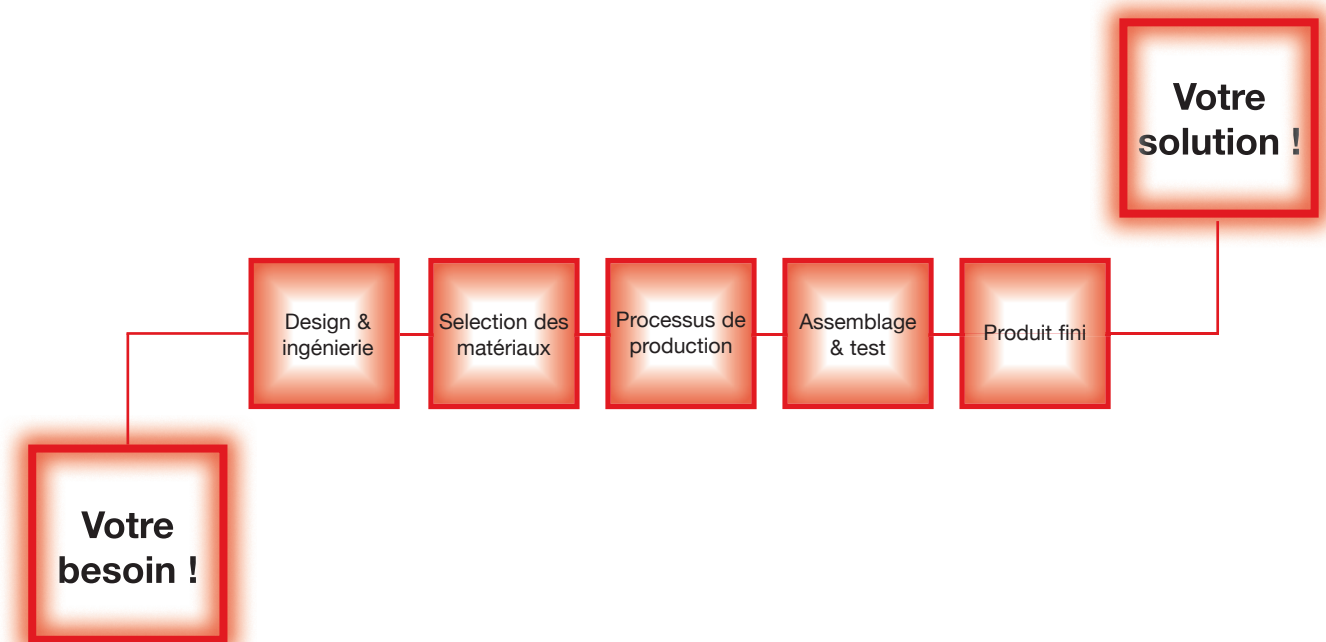 Votre
solution !
Design &
ingénierie
Selection des
matériaux
Processus de
production
Assemblage
& test
Produit fini
Votre
besoin !